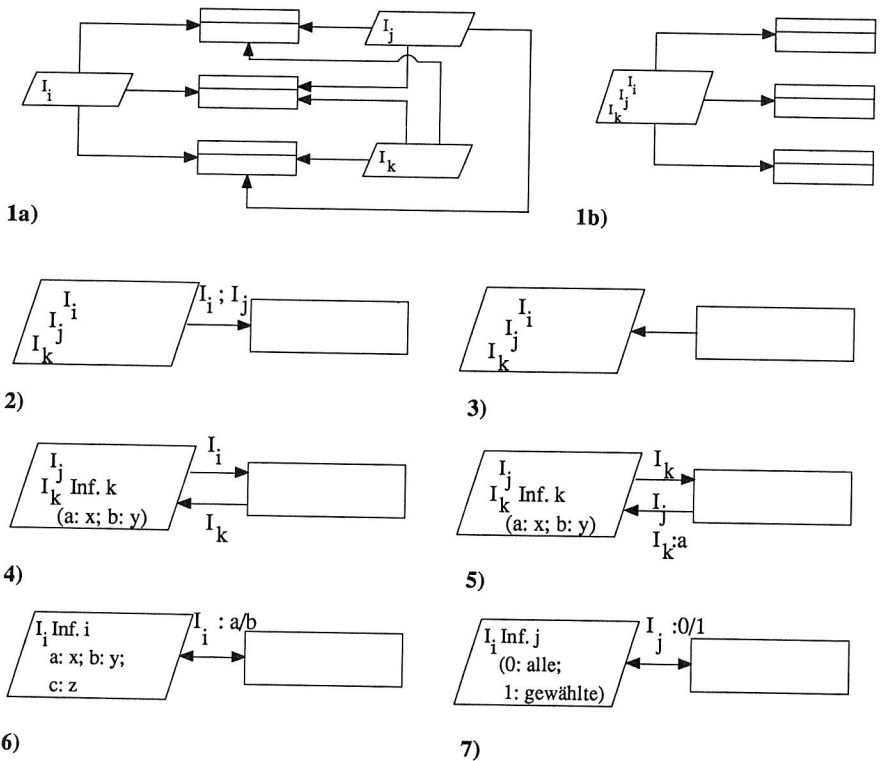 I_j
I_i
I_k
1a)
I_i
I_j
I_k
1b)
I_i
I_j
I_k
I_i ; I_j
2)
I_i
I_j
I_k
3)
I_j
I_k Inf. k
(a: x; b: y)
I_i
I_k
4)
I_j
I_k Inf. k
(a: x; b: y)
I_k
I_j
I_k:a
5)
I_i Inf. i
a: x; b: y;
c: z
I_i : a/b
6)
I_i Inf. j
(0: alle;
1: gewählte)
I_j :0/1
7)